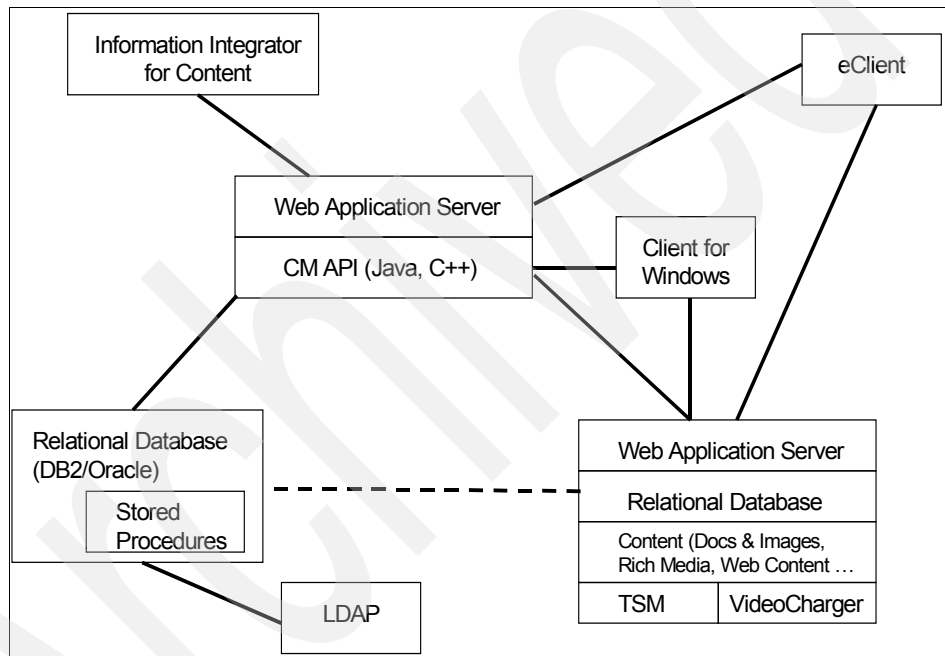 Information Integrator
for Content
eClient
Web Application Server
CM API (Java, C++)
Client for
Windows
Relational Database
(DB2/Oracle)
Stored
Procedures
LDAP
Web Application Server
Relational Database
Content (Docs & Images,
Rich Media, Web Content ...
TSM
VideoCharger
Archived